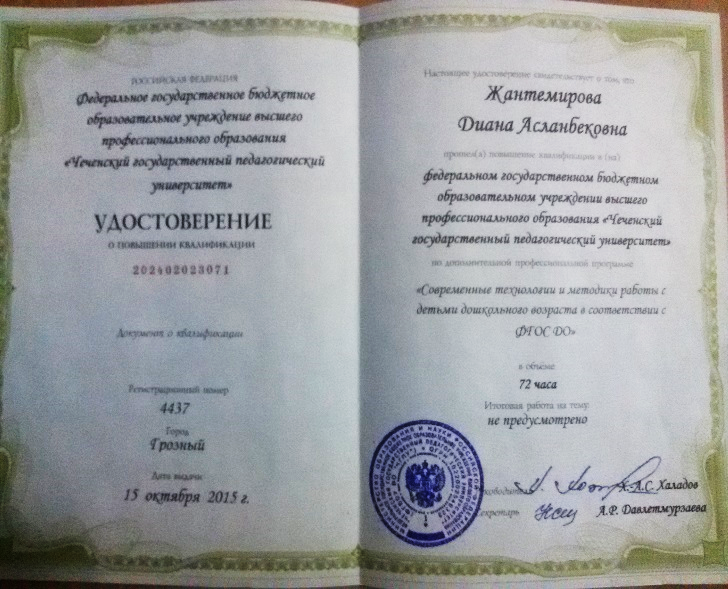 РОССИЙСКАЯ ФЕДЕРАЦИЯ
Федеральное государственное бюджетное
образовательное учреждение высшего
профессионального образования
«Чеченский государственный педагогический
университет»
УДОСТОВЕРЕНИЕ
О ПОВЫШЕНИИ КВАЛИФИКАЦИИ
202402023071
Документ о квалификации
Регистрационный номер
4437
Город
Грозный
Дата выдачи
15 октября 2015 г.
Настоящее удостоверение свидетельствует о том, что
Жантемирова
Диана Асланбековна
прошел(а) повышение квалификации в (на)
федеральном государственном бюджетном
образовательном учреждении высшего
профессионального образования «Чеченский
государственный педагогический университет»
по дополнительной профессиональной программе
«Современные технологии и методики работы с
детьми дошкольного возраста в соответствии с
ФГОС ДО»
в объёме
72 часа
Итоговая работа на тему:
не предусмотрено
Руководитель Х-А.С. Халадов
Секретарь А.Р. Давлетмурзаева